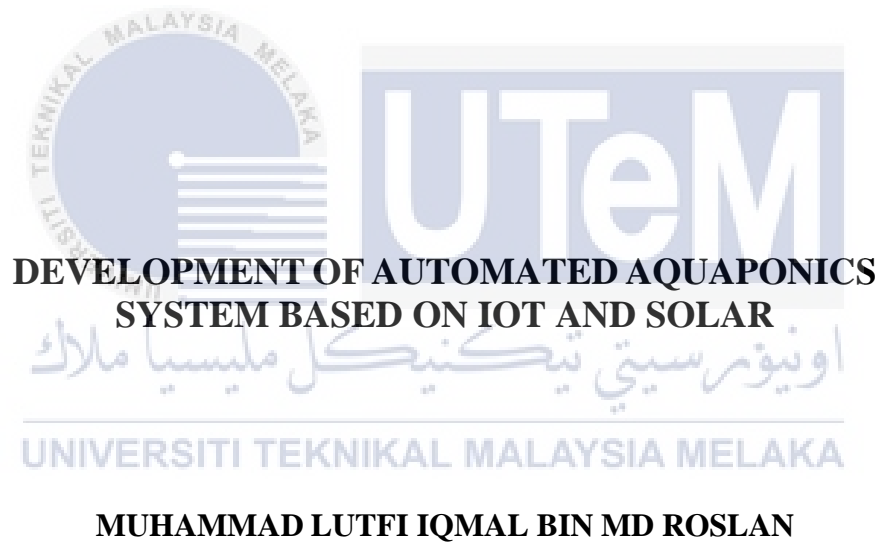 UNIVERSITI TEKNIKAL MALAYSIA MELAKA
UTeM
DEVELOPMENT OF AUTOMATED AQUAPONICS
SYSTEM BASED ON IOT AND SOLAR
اونيۏرسيتي تيكنيكل مليسيا ملاك
UNIVERSITI TEKNIKAL MALAYSIA MELAKA
MUHAMMAD LUTFI IQMAL BIN MD ROSLAN